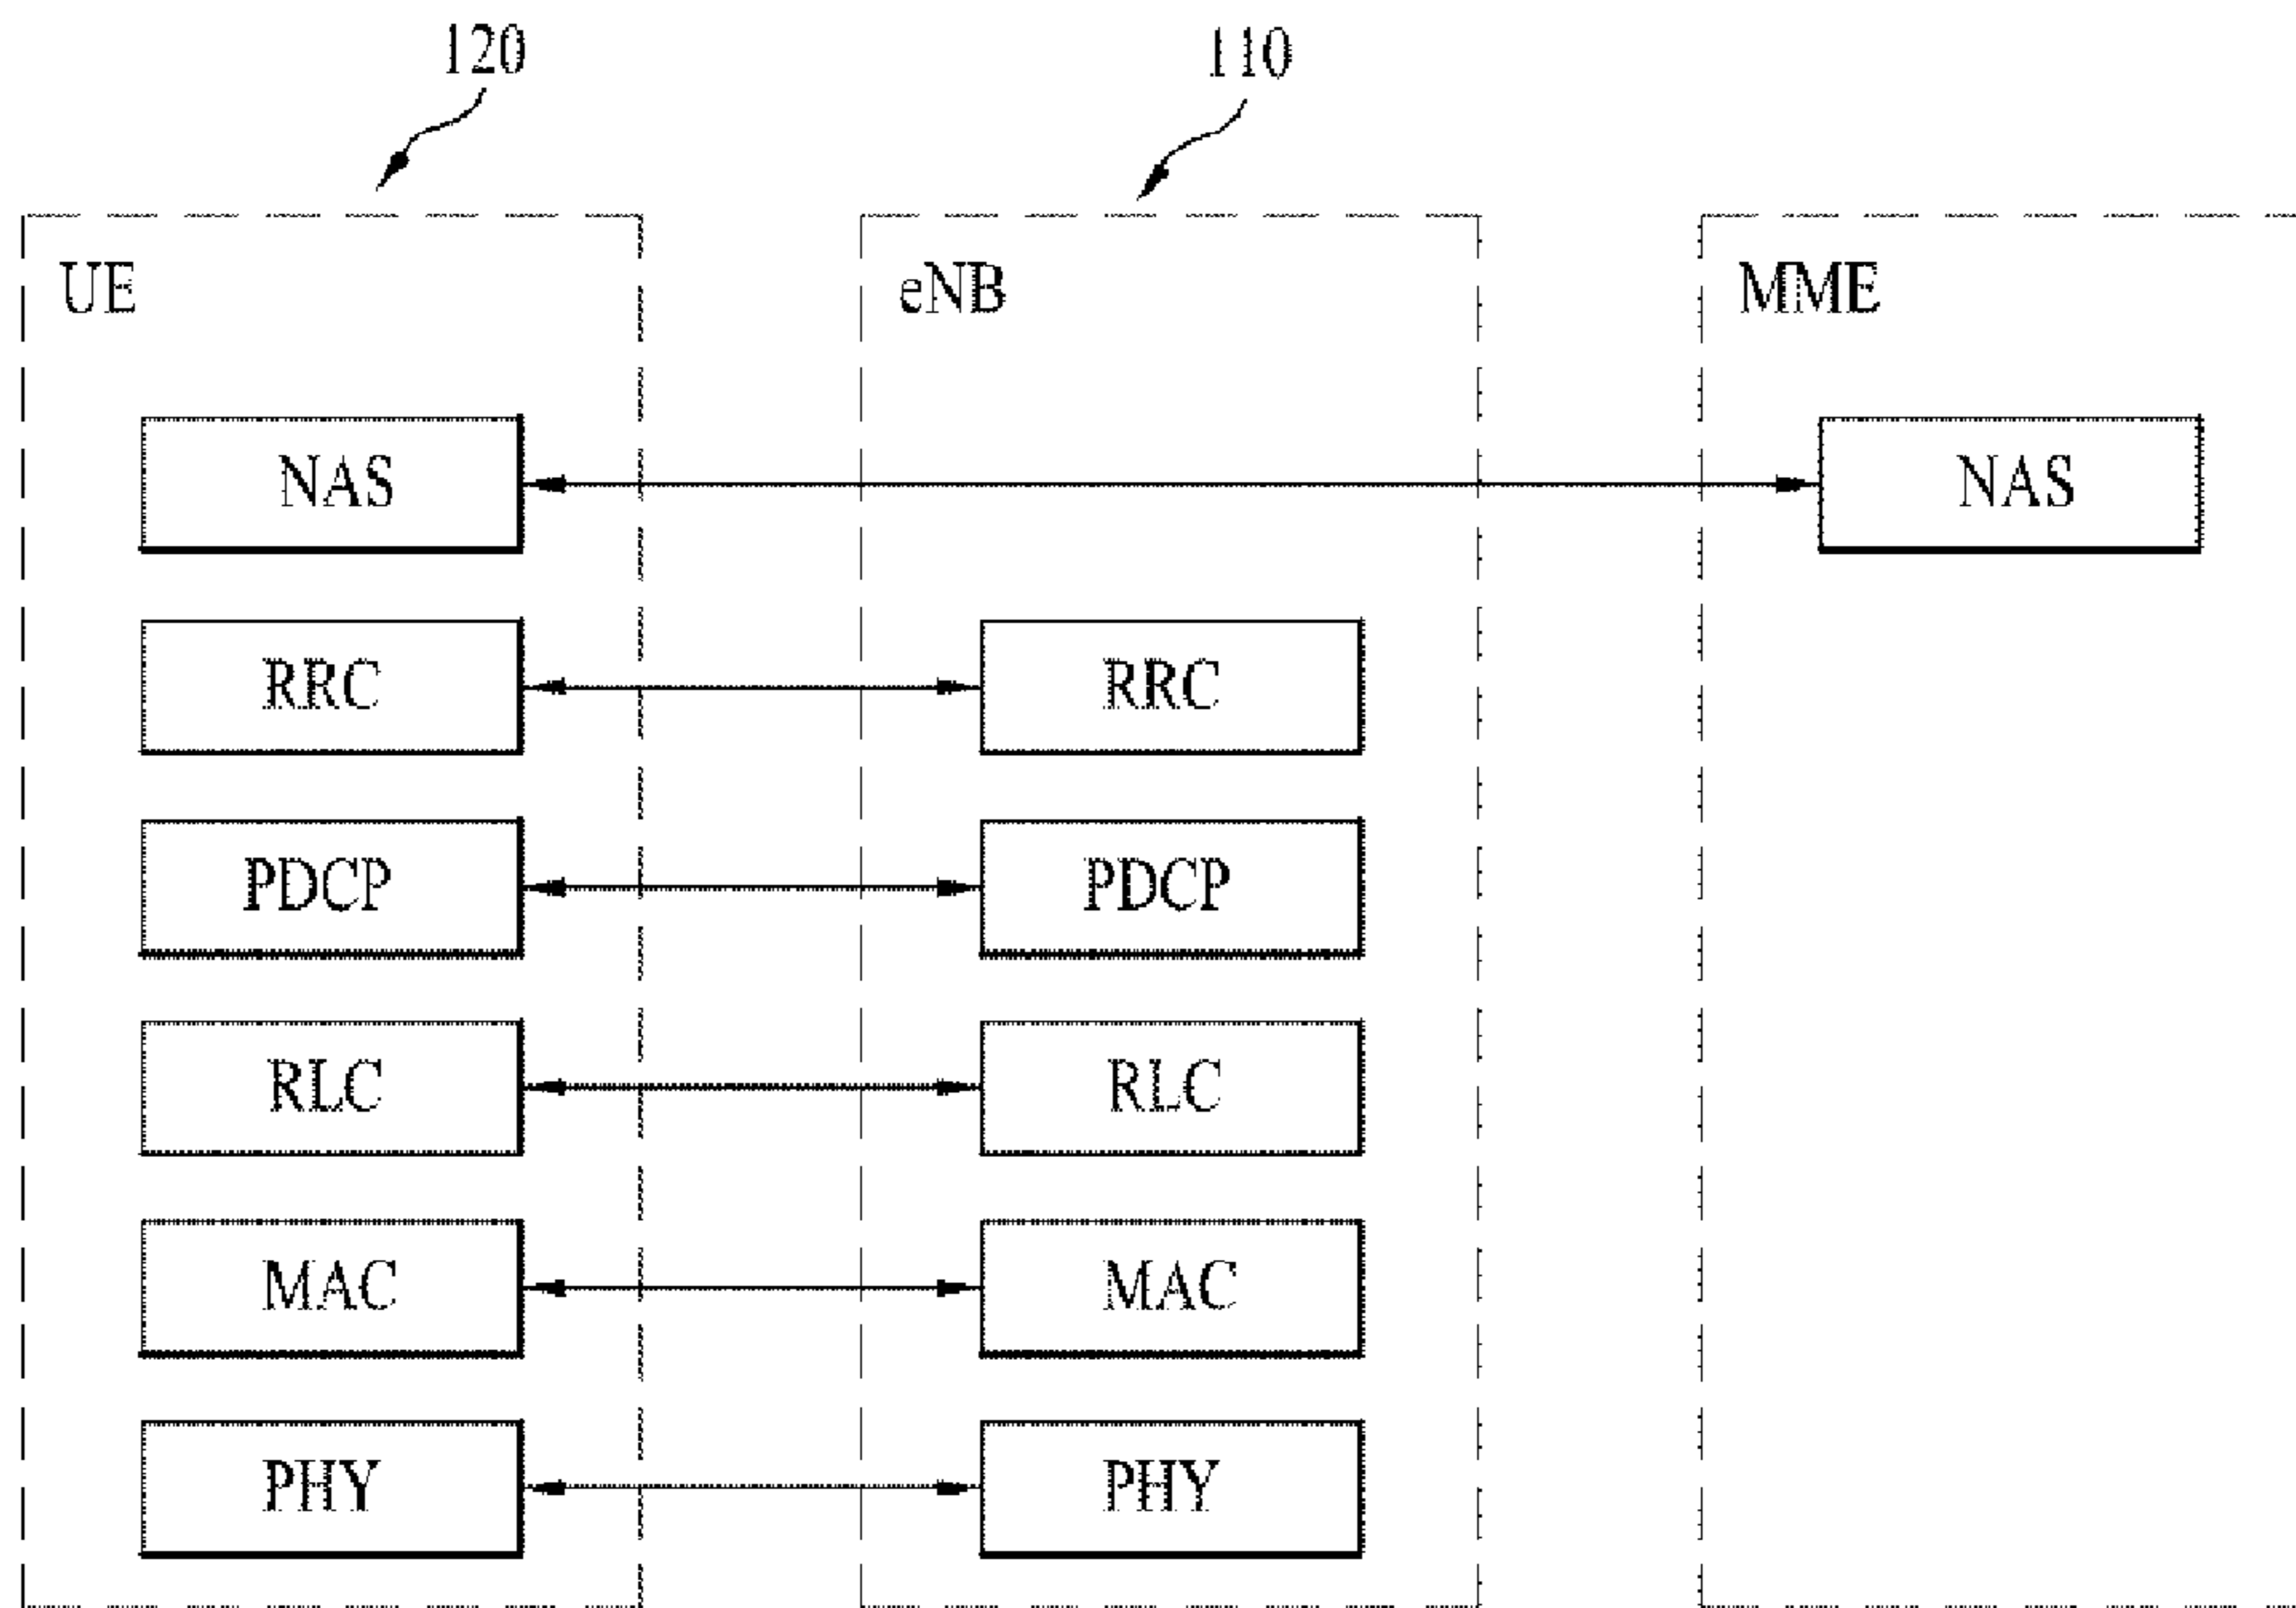 120 110
UE eNB MME
NAS NAS
RRC RRC
PDCP PDCP
RLC RLC
MAC MAC
PHY PHY